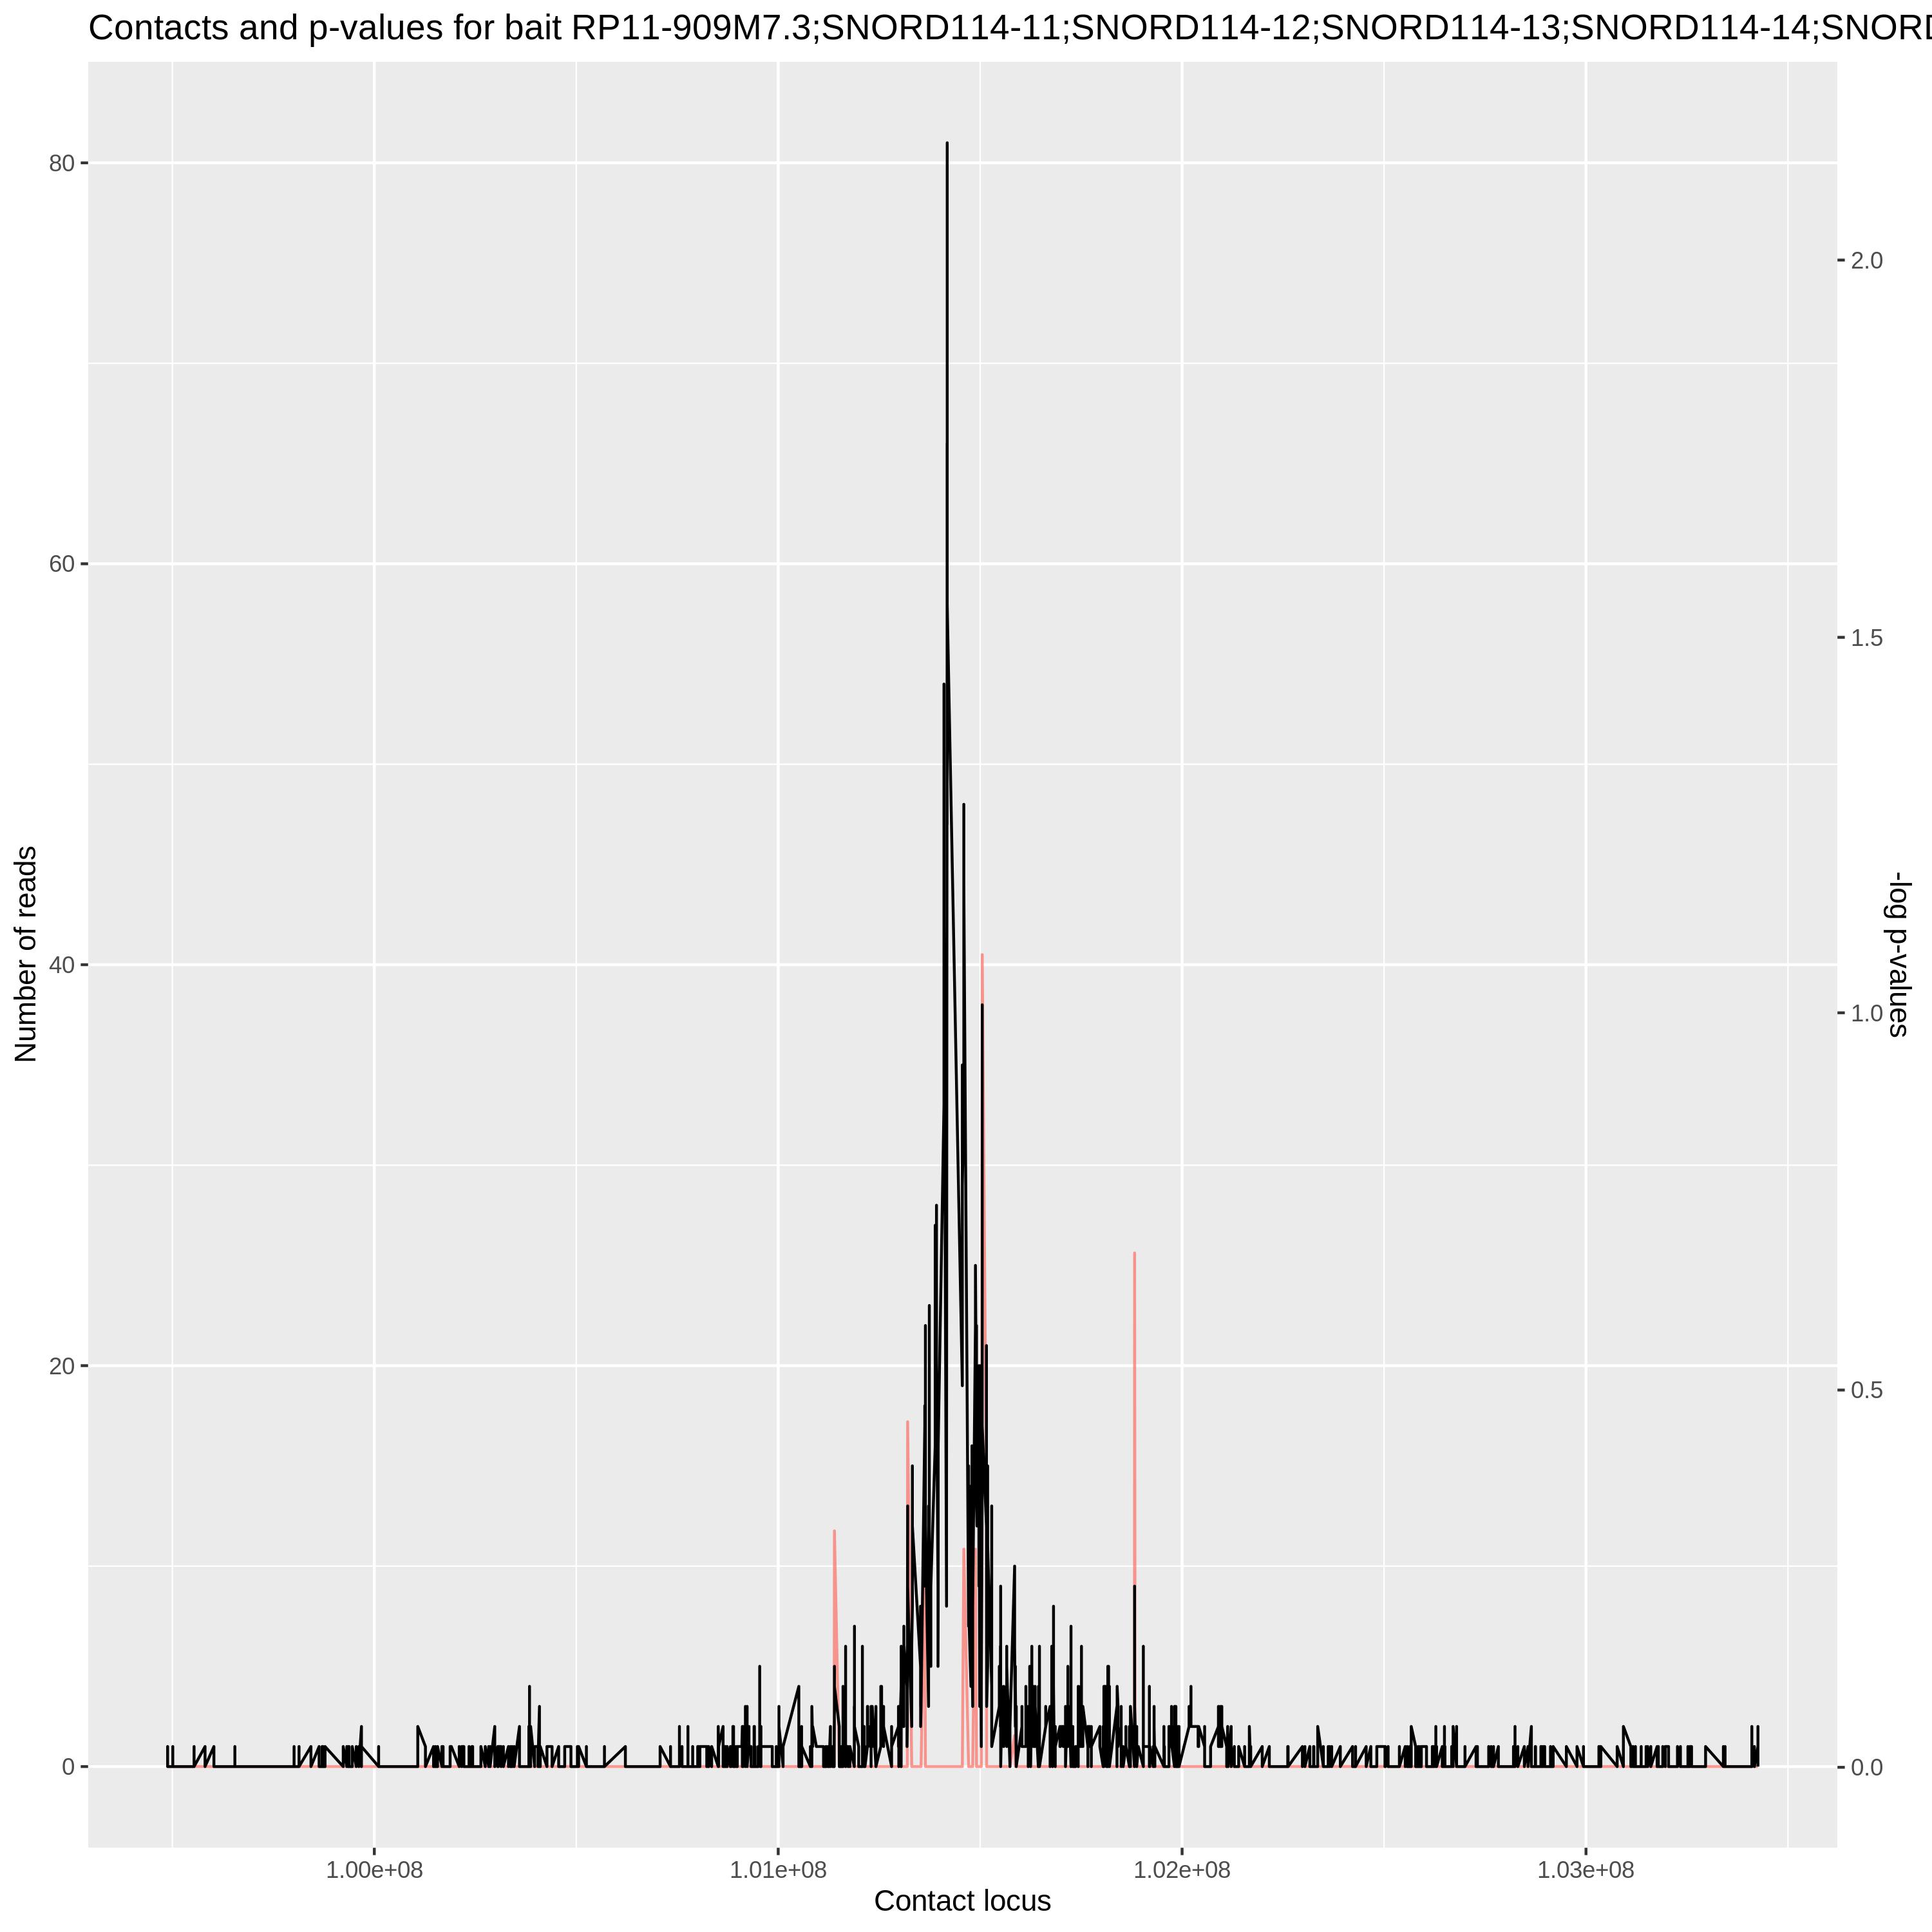 Contacts and p-values for bait RP11-909M7.3;SNORD114-11;SNORD114-12;SNORD114-13;SNORD114-14;SNORD
80
60
40
20
0
Number of reads
2.0
1.5
1.0
0.5
0.0
-log p-values
1.00e+08
1.01e+08
1.02e+08
1.03e+08
Contact locus